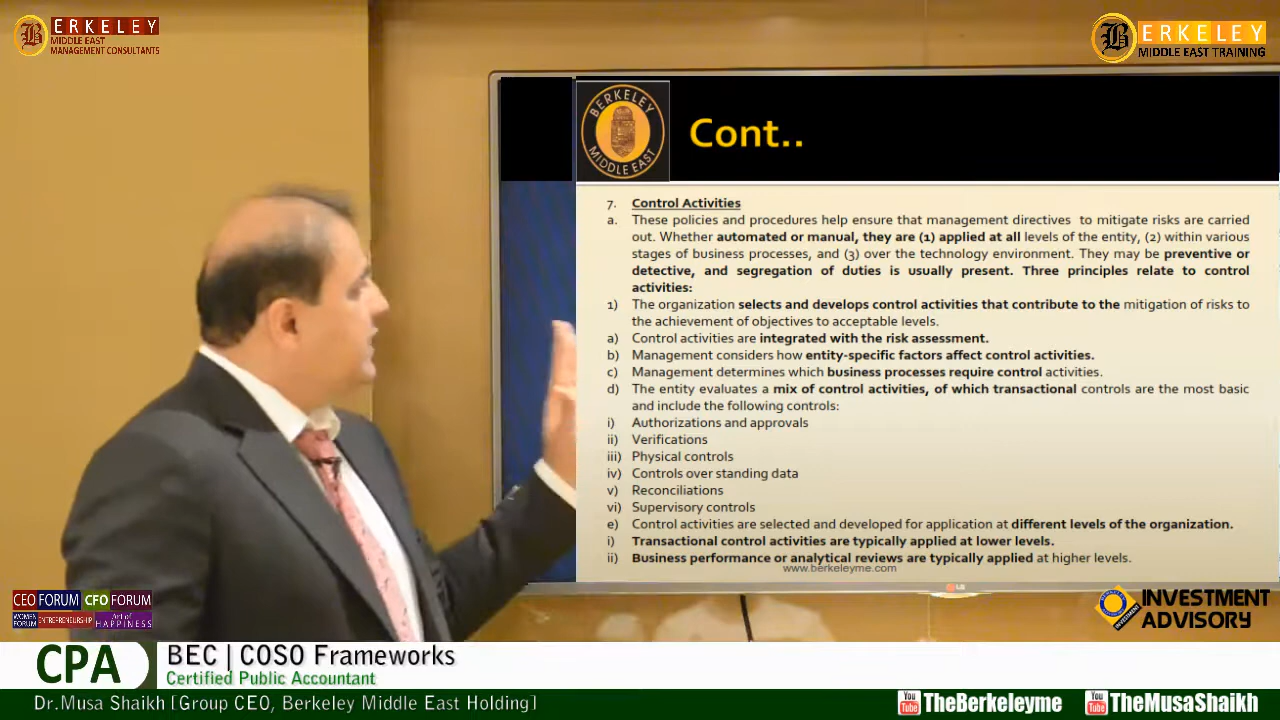 BERKELEY
MIDDLE EAST
MANAGEMENT CONSULTANTS
BERKELEY
MIDDLE EAST TRAINING
BERKELEY
MIDDLE EAST
Cont..
7. Control Activities
a. These policies and procedures help ensure that management directives to mitigate risks are carried
out. Whether automated or manual, they are (1) applied at all levels of the entity, (2) within various
stages of business processes, and (3) over the technology environment. They may be preventive or
detective, and segregation of duties is usually present. Three principles relate to control
activities:
1) The organization selects and develops control activities that contribute to the mitigation of risks to
the achievement of objectives to acceptable levels.
a) Control activities are integrated with the risk assessment.
b) Management considers how entity-specific factors affect control activities.
c) Management determines which business processes require control activities.
d) The entity evaluates a mix of control activities, of which transactional controls are the most basic
and include the following controls:
i) Authorizations and approvals
ii) Verifications
iii) Physical controls
iv) Controls over standing data
v) Reconciliations
vi) Supervisory controls
e) Control activities are selected and developed for application at different levels of the organization.
i) Transactional control activities are typically applied at lower levels.
ii) Business performance or analytical reviews are typically applied at higher levels.
www.berkeleyme.com
LG
CEO FORUM CFO FORUM
WOMEN FORUM ENTREPRENEURSHIP Art of HAPPINESS
INVESTMENT
ADVISORY
CPA
BEC | COSO Frameworks
Certified Public Accountant
Dr.Musa Shaikh [Group CEO, Berkeley Middle East Holding]
You Tube TheBerkeleyme
You Tube TheMusaShaikh